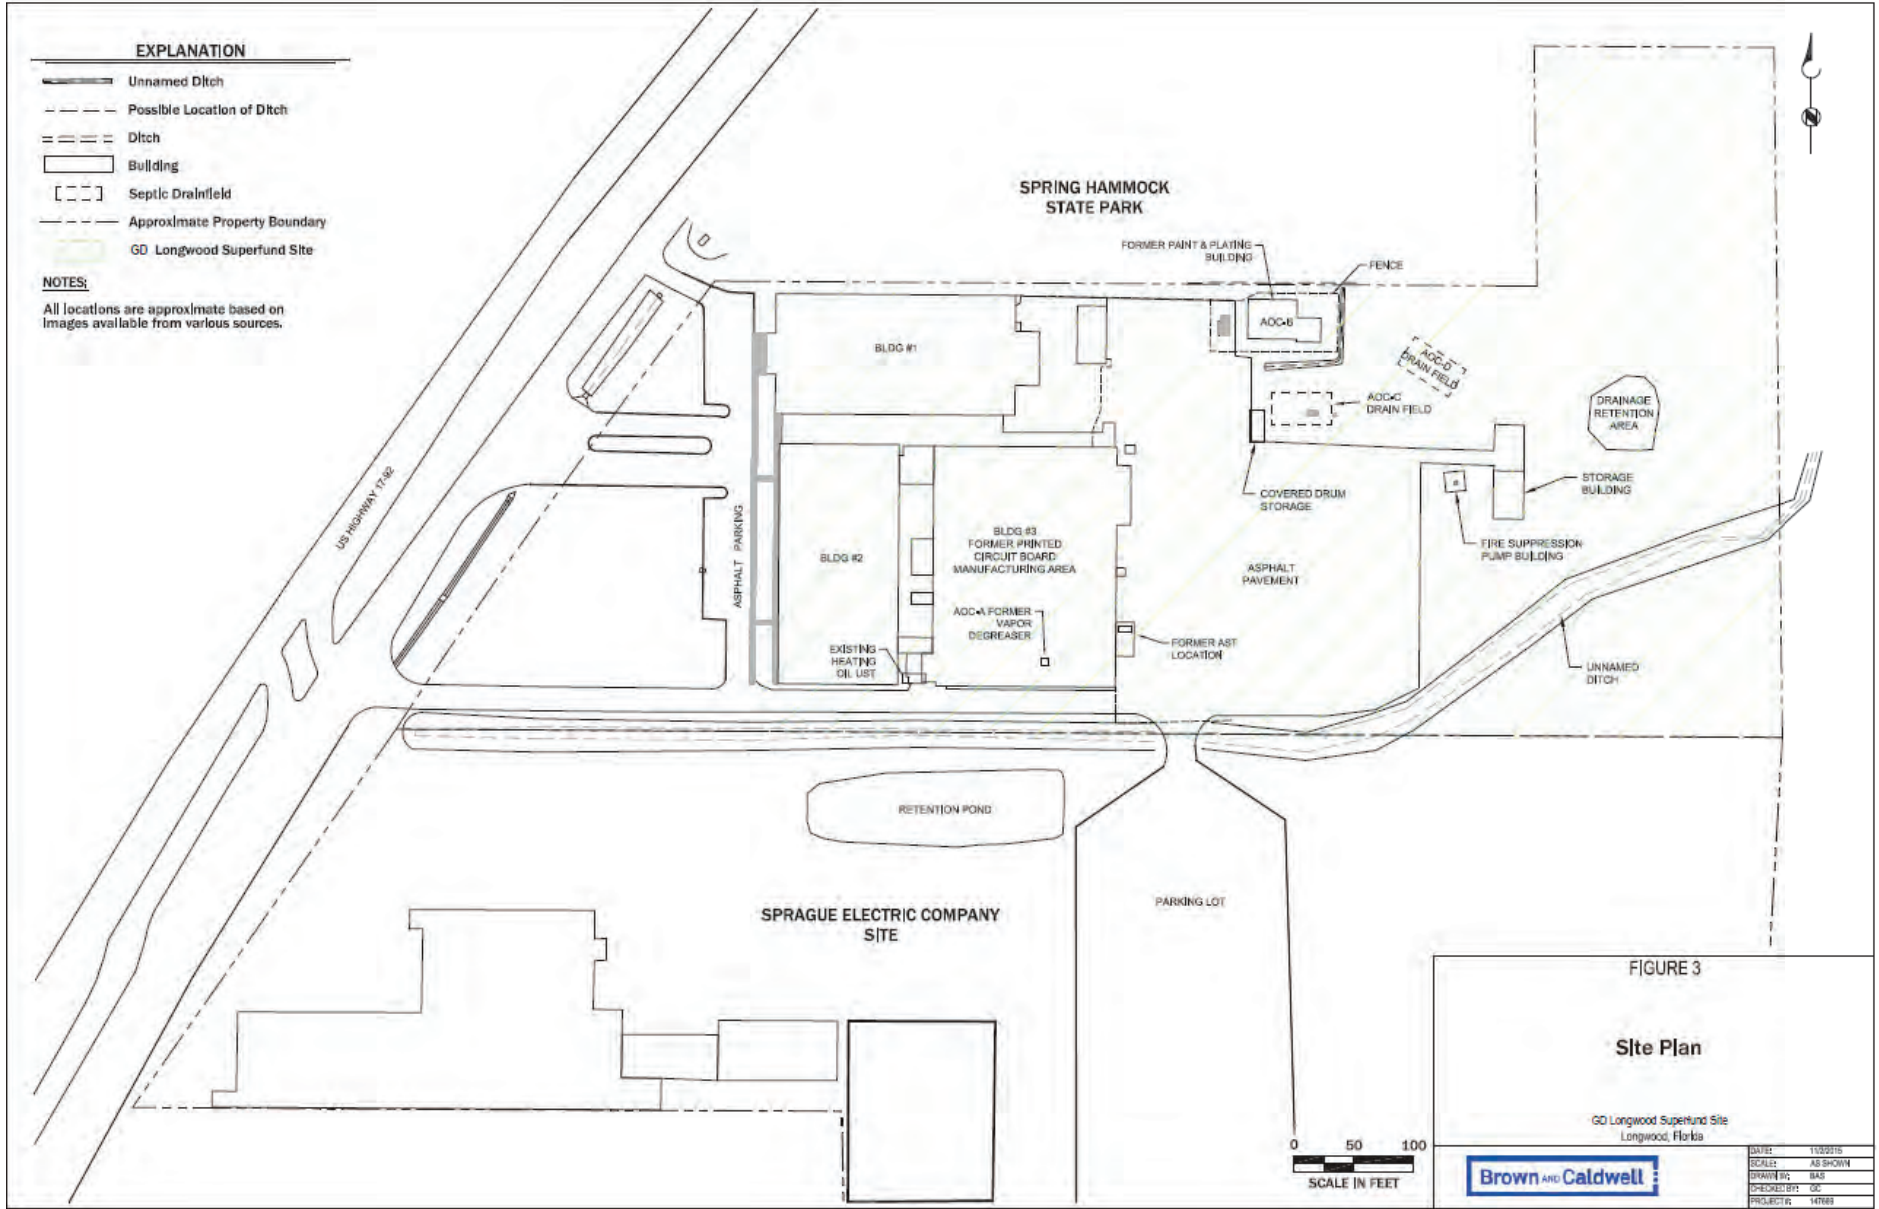 EXPLANATION
Unnamed Ditch
Possible Location of Ditch
Ditch
Building
Septic Drainfield
Approximate Property Boundary
GD Longwood Superfund Site
NOTES:
All locations are approximate based on
images available from various sources.
SPRING HAMMOCK
STATE PARK
FORMER PAINT & PLATING
BUILDING
FENCE
AOC-B
BLDG #1
AOC-D
DRAIN FIELD
AOC-C
DRAIN FIELD
DRAINAGE
RETENTION
AREA
US HIGHWAY 17-92
ASPHALT PARKING
COVERED DRUM
STORAGE
STORAGE
BUILDING
BLDG #2
BLDG #3
FORMER PRINTED
CIRCUIT BOARD
MANUFACTURING AREA
FIRE SUPPRESSION
PUMP BUILDING
ASPHALT
PAVEMENT
AOC-A FORMER
VAPOR
DEGREASER
EXISTING
HEATING
OIL UST
FORMER AST
LOCATION
UNNAMED
DITCH
RETENTION POND
PARKING LOT
SPRAGUE ELECTRIC COMPANY
SITE
FIGURE 3
Site Plan
GD Longwood Superfund Site
Longwood, Florida
0 50 100
SCALE IN FEET
Brown AND Caldwell
DATE: 11/2/2015
SCALE: AS SHOWN
DRAWN BY: BAS
CHECKED BY: GC
PROJECT #:
N